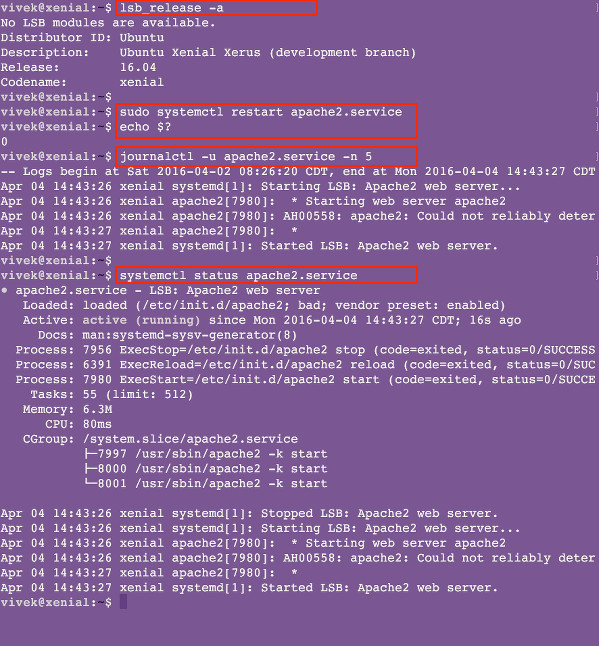 vivek@xenial:~$ lsb_release -a
No LSB modules are available.
Distributor ID: Ubuntu
Description:    Ubuntu Xenial Xerus (development branch)
Release:        16.04
Codename:       xenial
vivek@xenial:~$
vivek@xenial:~$ sudo systemctl restart apache2.service
vivek@xenial:~$ echo $?
0
vivek@xenial:~$ journalctl -u apache2.service -n 5
-- Logs begin at Sat 2016-04-02 08:26:20 CDT, end at Mon 2016-04-04 14:43:27 CDT
Apr 04 14:43:26 xenial systemd[1]: Starting LSB: Apache2 web server...
Apr 04 14:43:26 xenial apache2[7980]:  * Starting web server apache2
Apr 04 14:43:26 xenial apache2[7980]: AH00558: apache2: Could not reliably deter
Apr 04 14:43:27 xenial apache2[7980]:  *
Apr 04 14:43:27 xenial systemd[1]: Started LSB: Apache2 web server.
vivek@xenial:~$
vivek@xenial:~$ systemctl status apache2.service
● apache2.service - LSB: Apache2 web server
   Loaded: loaded (/etc/init.d/apache2; bad; vendor preset: enabled)
   Active: active (running) since Mon 2016-04-04 14:43:27 CDT; 16s ago
     Docs: man:systemd-sysv-generator(8)
  Process: 7956 ExecStop=/etc/init.d/apache2 stop (code=exited, status=0/SUCCESS
  Process: 6391 ExecReload=/etc/init.d/apache2 reload (code=exited, status=0/SUC
  Process: 7980 ExecStart=/etc/init.d/apache2 start (code=exited, status=0/SUCCE
    Tasks: 55 (limit: 512)
   Memory: 6.3M
      CPU: 80ms
   CGroup: /system.slice/apache2.service
           ├─7997 /usr/sbin/apache2 -k start
           ├─8000 /usr/sbin/apache2 -k start
           └─8001 /usr/sbin/apache2 -k start
Apr 04 14:43:26 xenial systemd[1]: Stopped LSB: Apache2 web server.
Apr 04 14:43:26 xenial systemd[1]: Starting LSB: Apache2 web server...
Apr 04 14:43:26 xenial apache2[7980]:  * Starting web server apache2
Apr 04 14:43:26 xenial apache2[7980]: AH00558: apache2: Could not reliably deter
Apr 04 14:43:27 xenial apache2[7980]:  *
Apr 04 14:43:27 xenial systemd[1]: Started LSB: Apache2 web server.
vivek@xenial:~$